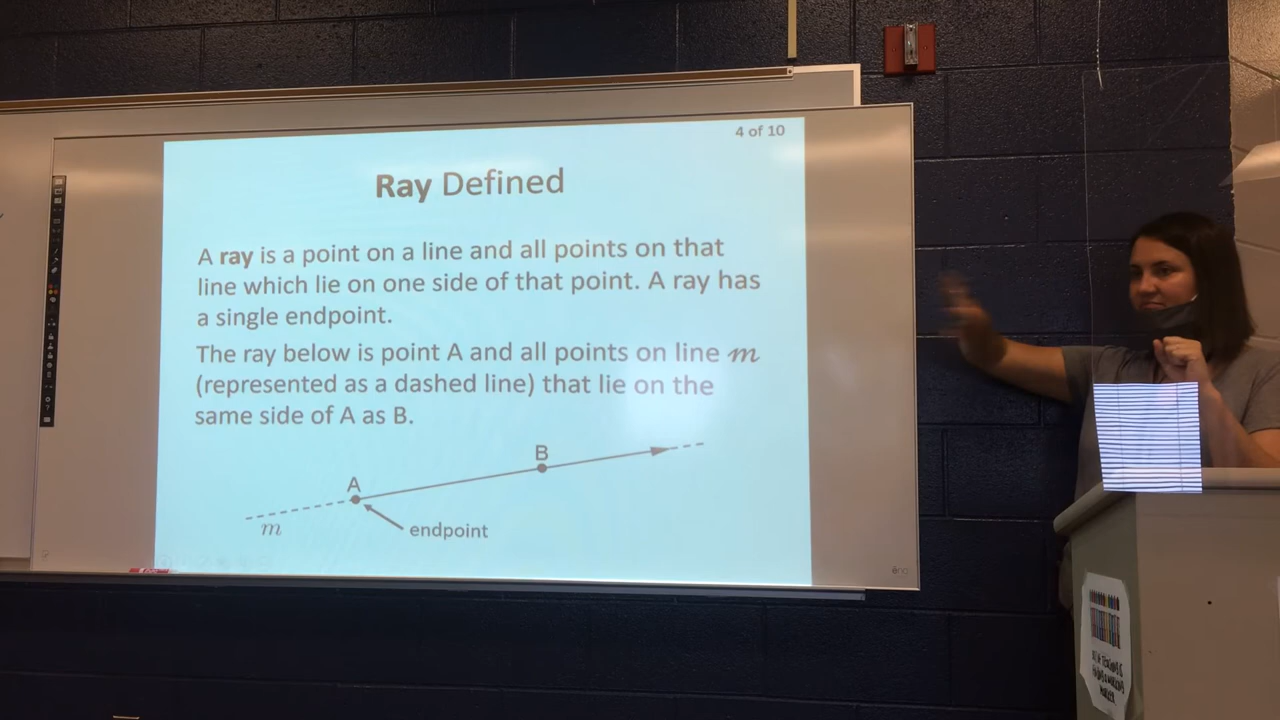 4 of 10
Ray Defined
A ray is a point on a line and all points on that
line which lie on one side of that point. A ray has
a single endpoint.
The ray below is point A and all points on line m
(represented as a dashed line) that lie on the
same side of A as B.
B
A
m
endpoint